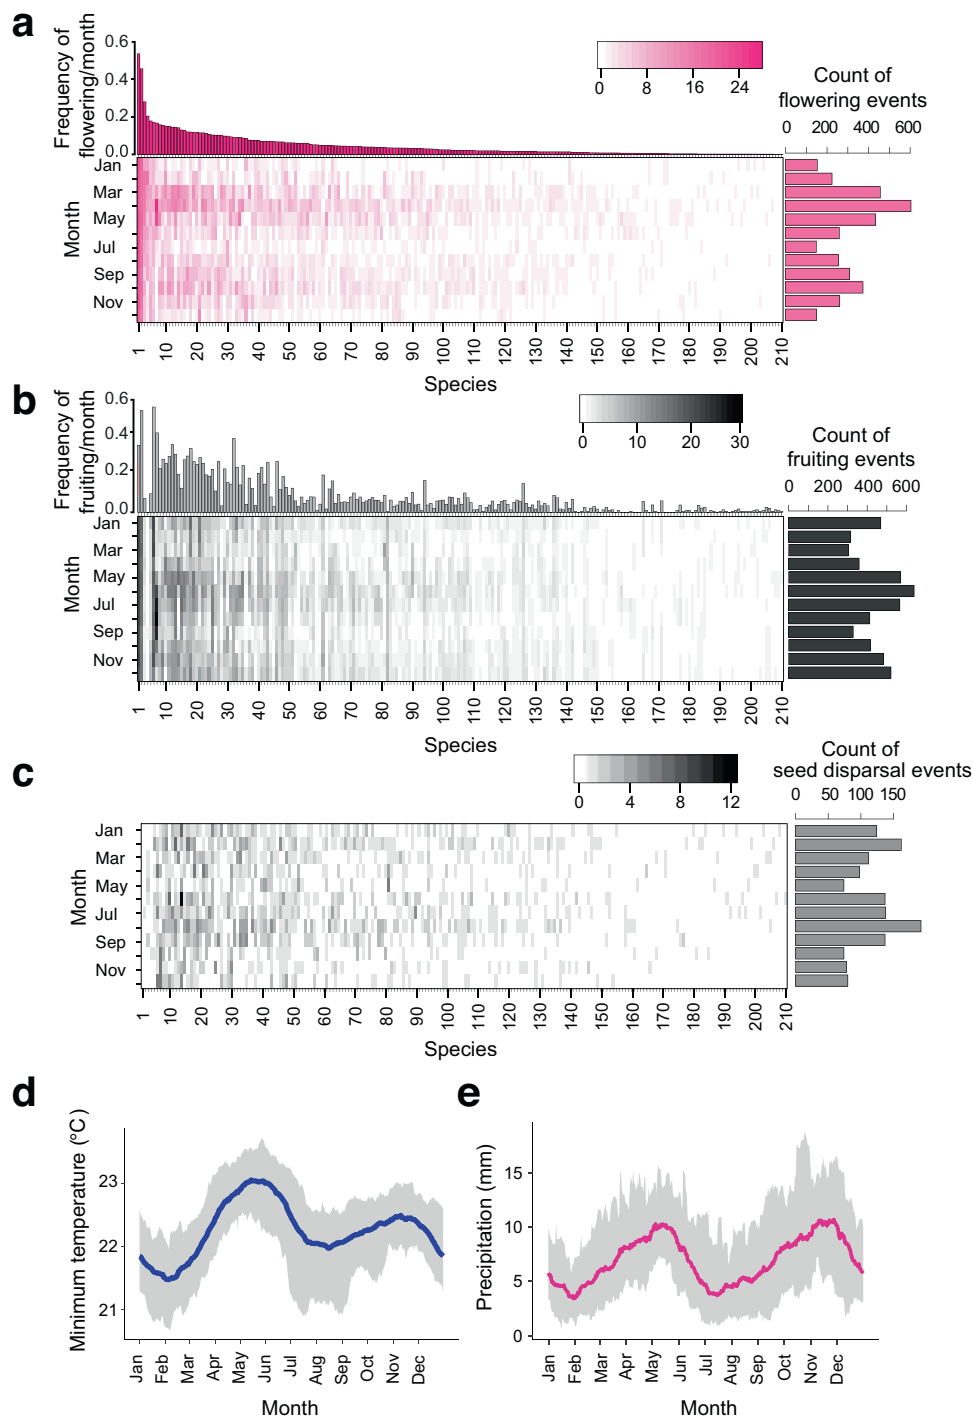 a
Frequency of
flowering/month
0.6
0.4
0.2
0.0
0 8 16 24
Count of
flowering events
0 200 400 600
Month
Jan
Mar
May
Jul
Sep
Nov
1 10 20 30 40 50 60 70 80 90 100 110 120 130 140 150 160 170 180 190 200 210
Species
b
Frequency of
fruiting/month
0.6
0.4
0.2
0.0
0 10 20 30
Count of
fruiting events
0 200 400 600
Month
Jan
Mar
May
Jul
Sep
Nov
1 10 20 30 40 50 60 70 80 90 100 110 120 130 140 150 160 170 180 190 200 210
Species
c
0 4 8 12
Count of
seed disparsal events
0 50 100 150
Month
Jan
Mar
May
Jul
Sep
Nov
1 10 20 30 40 50 60 70 80 90 100 110 120 130 140 150 160 170 180 190 200 210
Species
d
Minimum temperature (°C)
23
22
21
Jan Feb Mar Apr May Jun Jul Aug Sep Oct Nov Dec
Month
e
Precipitation (mm)
15
10
5
0
Jan Feb Mar Apr May Jun Jul Aug Sep Oct Nov Dec
Month